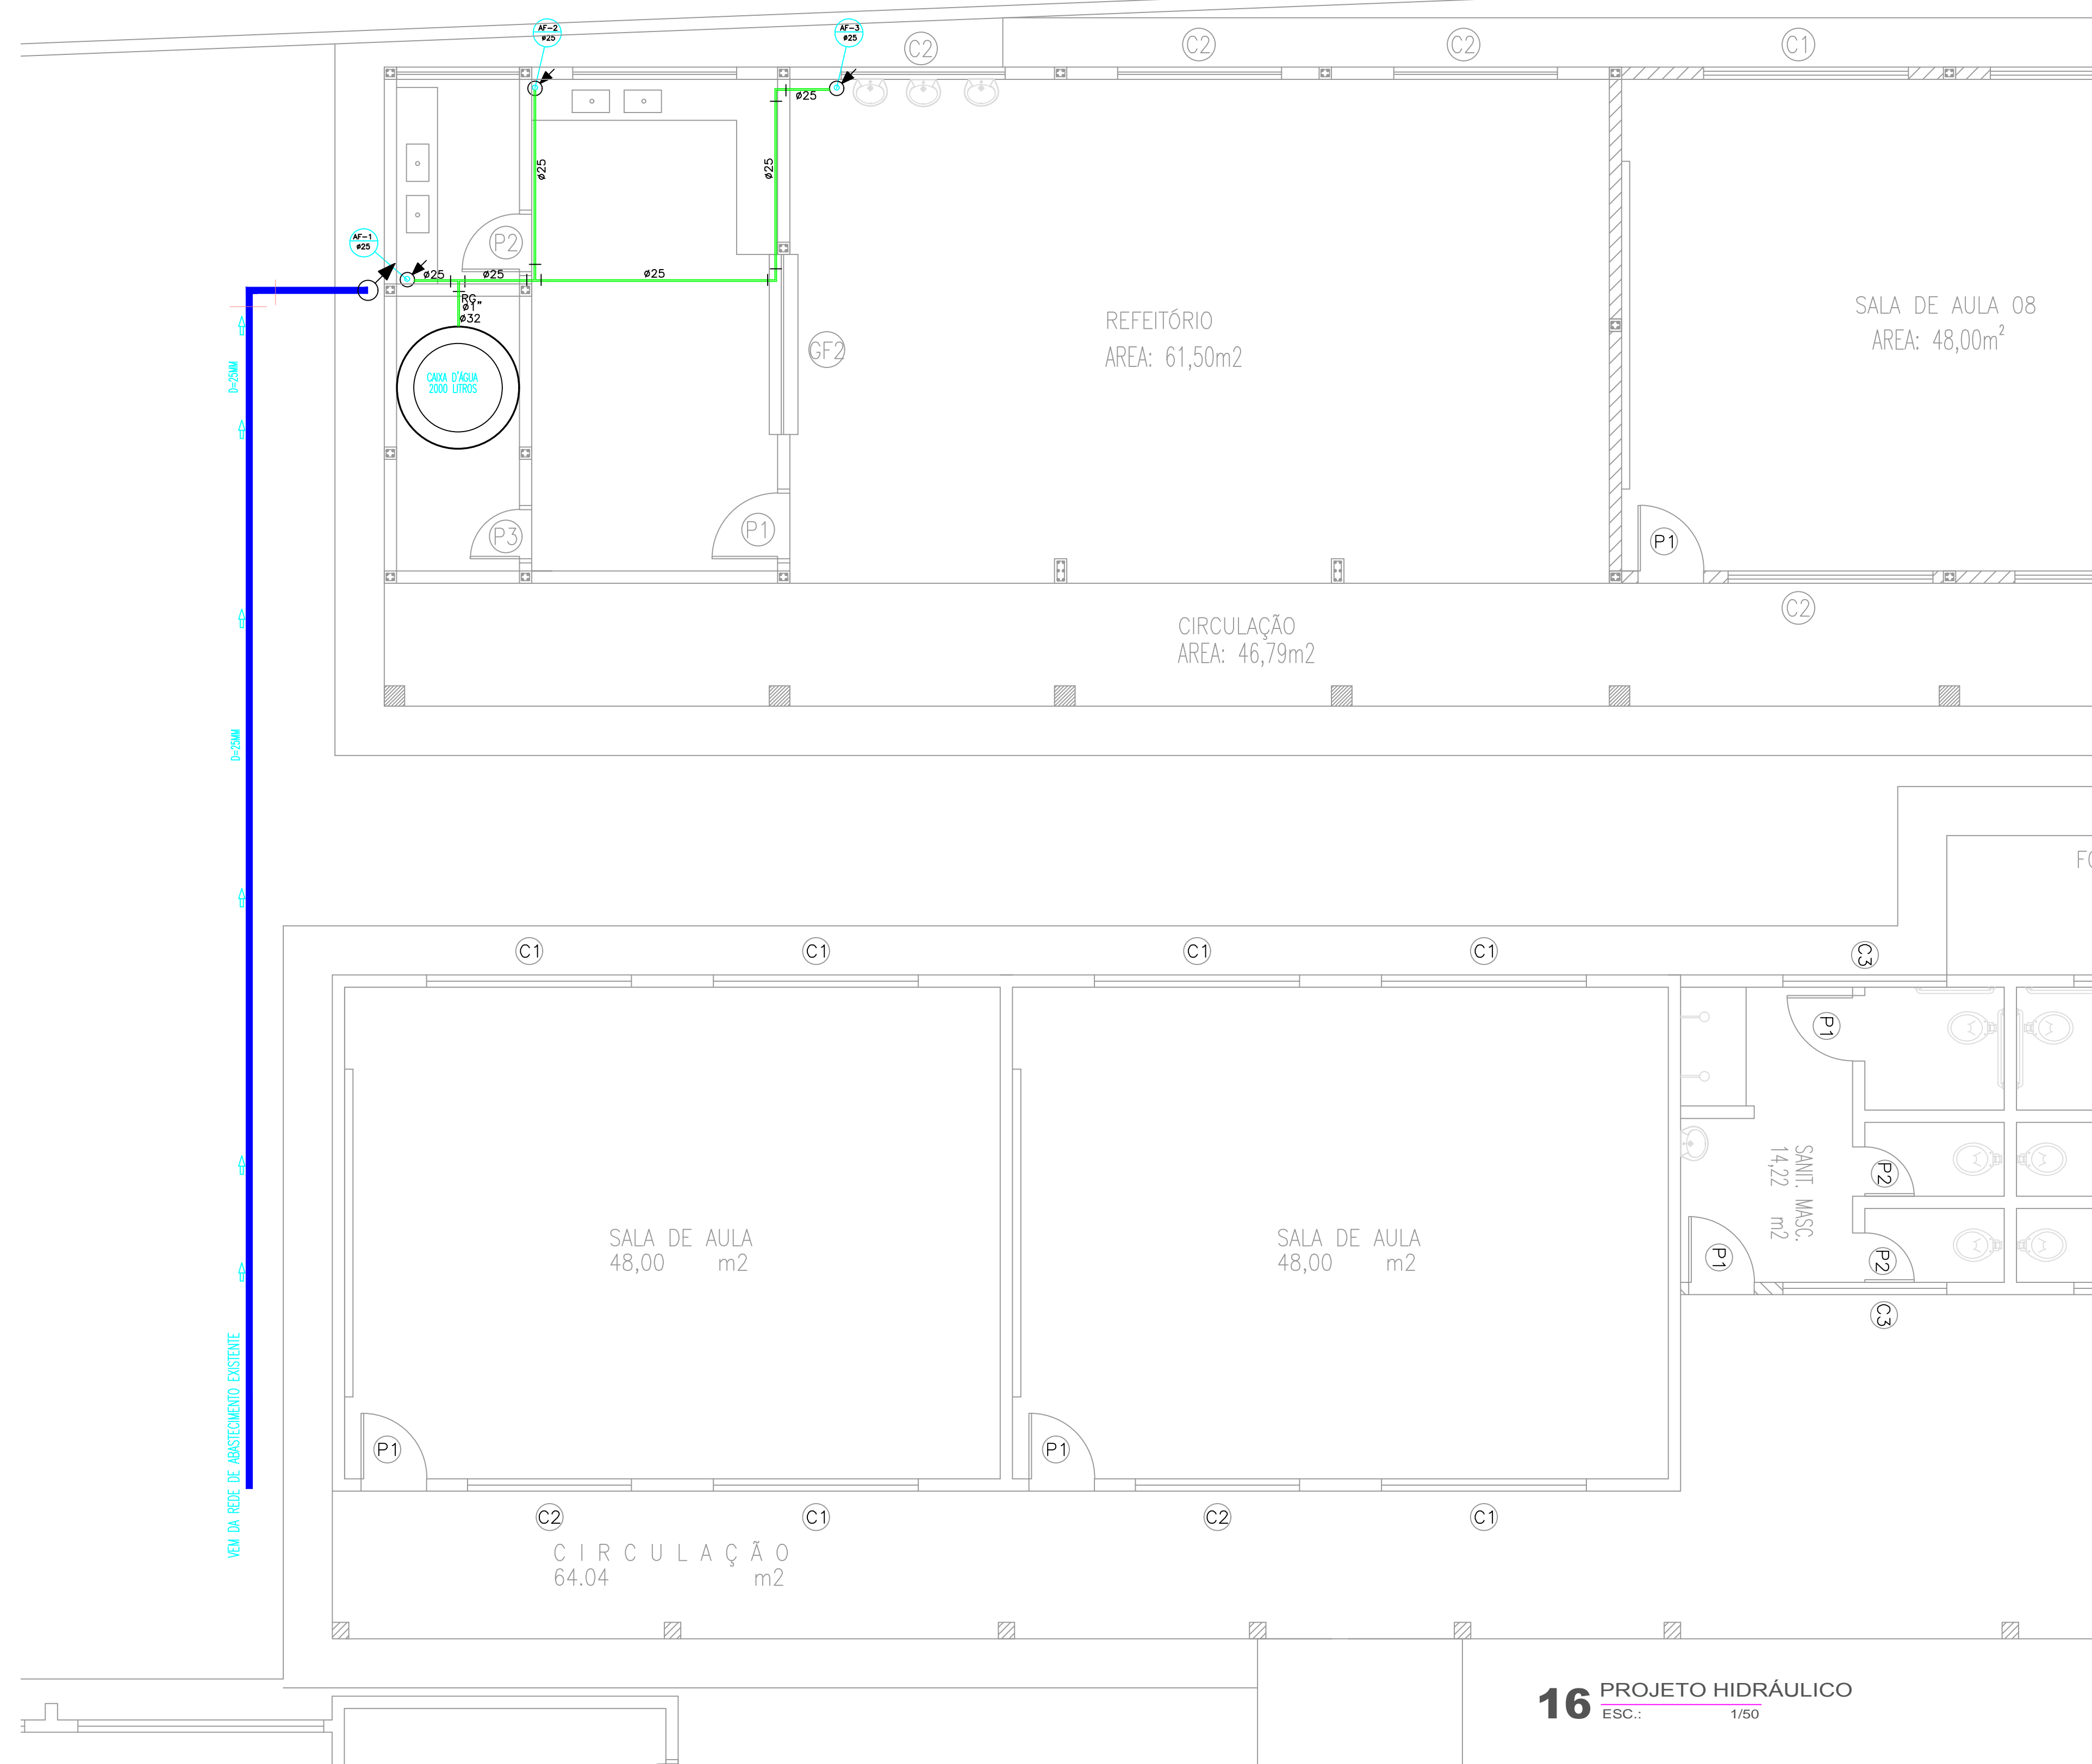 AF-2
ø25
AF-3
ø25
C2
C2
C2
C1
ø25
ø25
ø25
P2
AF-1
ø25
ø25
ø25
ø25
RG
ø1"
ø32
CAIXA D'ÁGUA
2000 LITROS
GF2
REFEITÓRIO
AREA: 61,50m2
SALA DE AULA 08
AREA: 48,00m²
D=25MM
P3
P1
P1
C2
CIRCULAÇÃO
AREA: 46,79m2
D=25MM
C1
C1
C1
C1
C3
P1
SANIT. MASC.
14,22 m2
P2
P2
P1
C3
SALA DE AULA
48,00 m2
SALA DE AULA
48,00 m2
VEM DA REDE DE ABASTECIMENTO EXISTENTE
P1
P1
C2
C1
C2
C1
CIRCULAÇÃO
64.04 m2
16 PROJETO HIDRÁULICO
ESC.: 1/50